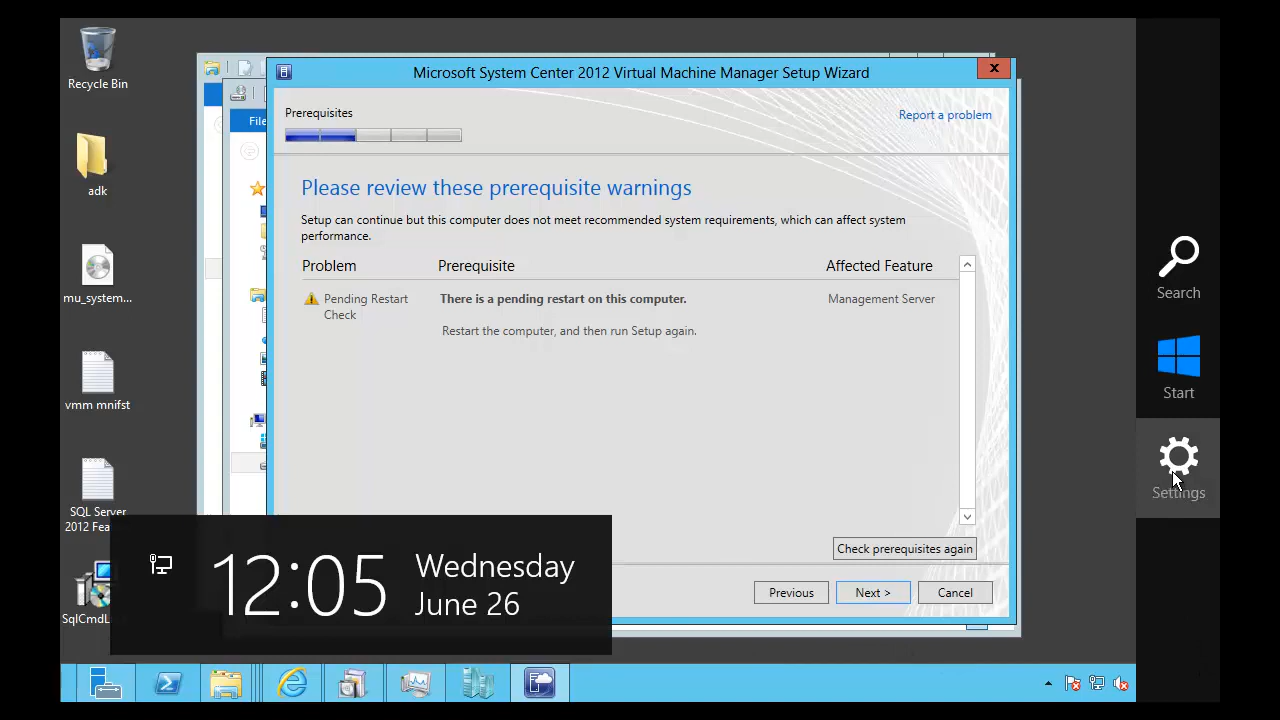 Recycle Bin
adk
mu_system...
vmm mnifst
SQL Server
2012 Fea
SqlCmdL
File
Microsoft System Center 2012 Virtual Machine Manager Setup Wizard
x
Prerequisites
Report a problem
Please review these prerequisite warnings
Setup can continue but this computer does not meet recommended system requirements, which can affect system
performance.
Problem Prerequisite Affected Feature
Pending Restart There is a pending restart on this computer. Management Server
Check
Restart the computer, and then run Setup again.
Check prerequisites again
Previous Next > Cancel
12:05 Wednesday
June 26
Search
Start
Settings